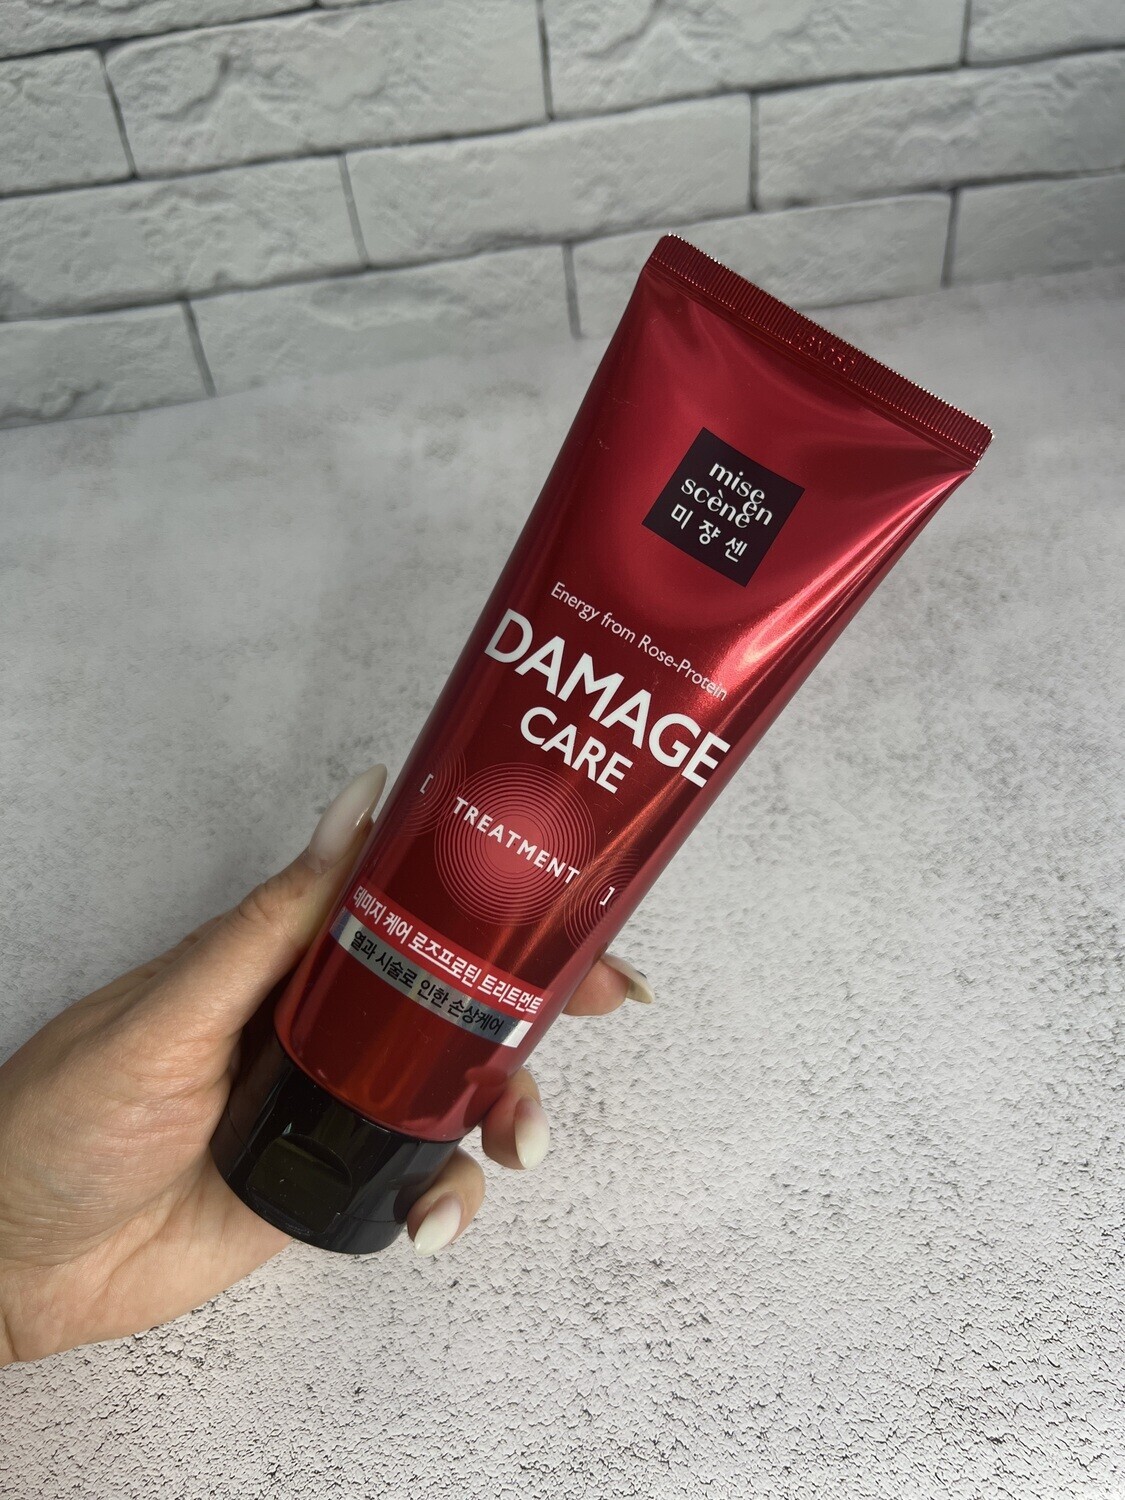 mise
en
scène
미쟝센
Energy from Rose-Protein
DAMAGE
CARE
[ TREATMENT ]
데미지 케어 로즈프로틴 트리트먼트
열과 시술로 인한 손상케어